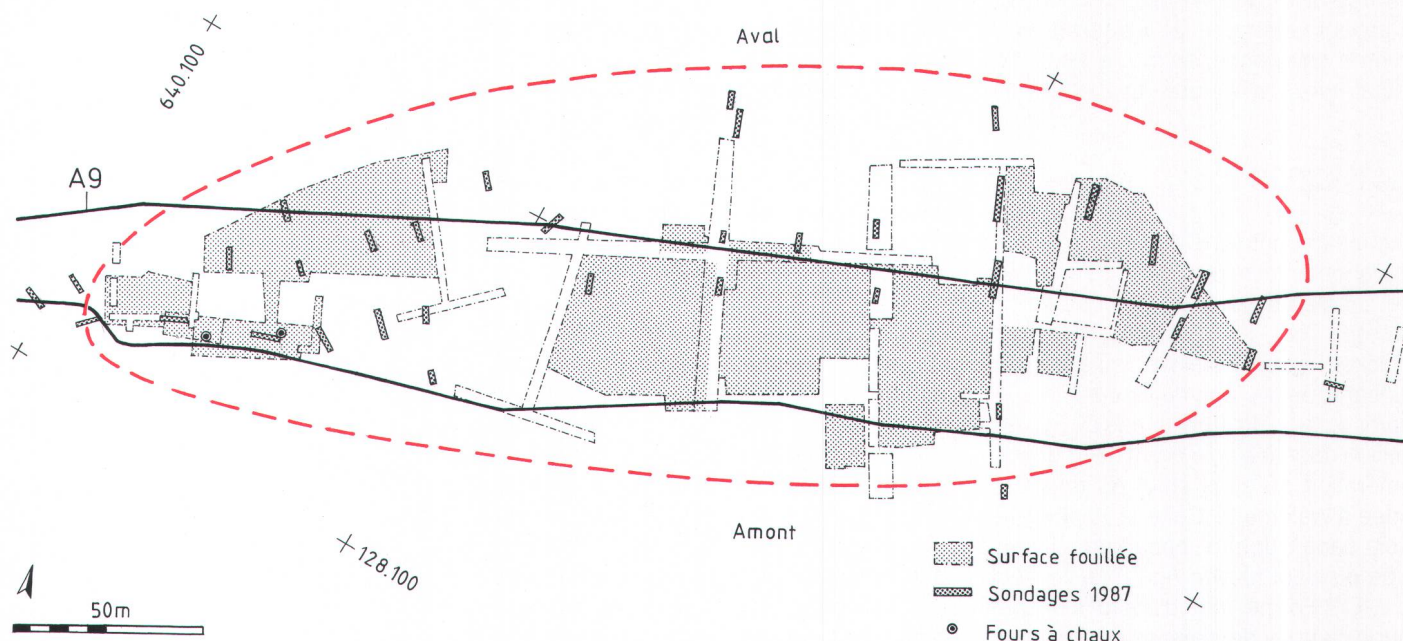 Aval
640.100
A9
Amont
128.100
50m
Surface fouillée
Sondages 1987
Fours à chaux